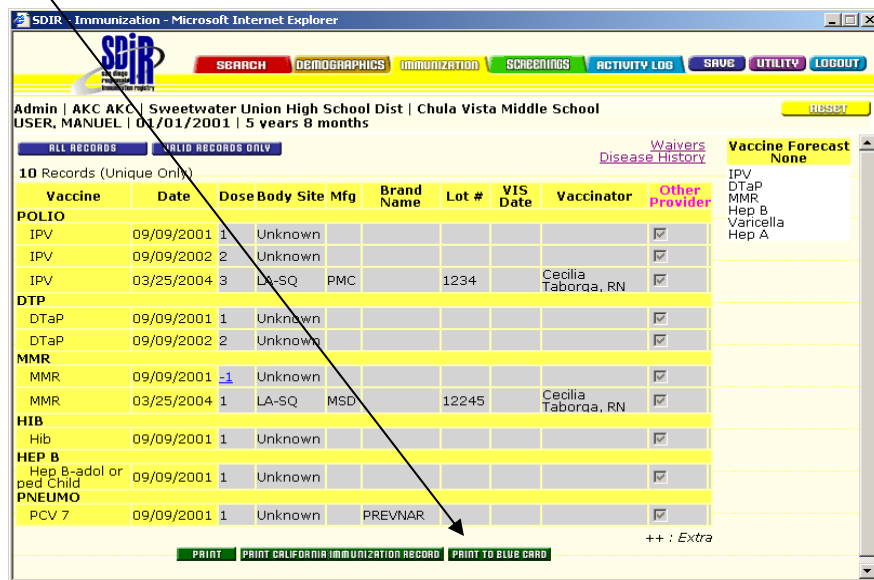 SDIR - Immunization - Microsoft Internet Explorer
SDIR
san diego
regional
immunization registry
SEARCH DEMOGRAPHICS IMMUNIZATION SCREENINGS ACTIVITY LOG SAVE UTILITY LOGOUT
Admin | AKC AKC | Sweetwater Union High School Dist | Chula Vista Middle School
USER, MANUEL | 01/01/2001 | 5 years 8 months
RESET
ALL RECORDS VALID RECORDS ONLY
Waivers
Disease History
10 Records (Unique Only)
Vaccine Date Dose Body Site Mfg Brand Name Lot # VIS Date Vaccinator Other Provider
POLIO
IPV 09/09/2001 1 Unknown
IPV 09/09/2002 2 Unknown
IPV 03/25/2004 3 LA-SQ PMC 1234 Cecilia Taborga, RN
DTP
DTaP 09/09/2001 1 Unknown
DTaP 09/09/2002 2 Unknown
MMR
MMR 09/09/2001 -1 Unknown
MMR 03/25/2004 1 LA-SQ MSD 12245 Cecilia Taborga, RN
HIB
Hib 09/09/2001 1 Unknown
HEP B
Hep B-adol or ped Child 09/09/2001 1 Unknown
PNEUMO
PCV 7 09/09/2001 1 Unknown PREVNAR
++ : Extra
PRINT PRINT CALIFORNIA IMMUNIZATION RECORD PRINT TO BLUE CARD
Vaccine Forecast
None
IPV
DTaP
MMR
Hep B
Varicella
Hep A